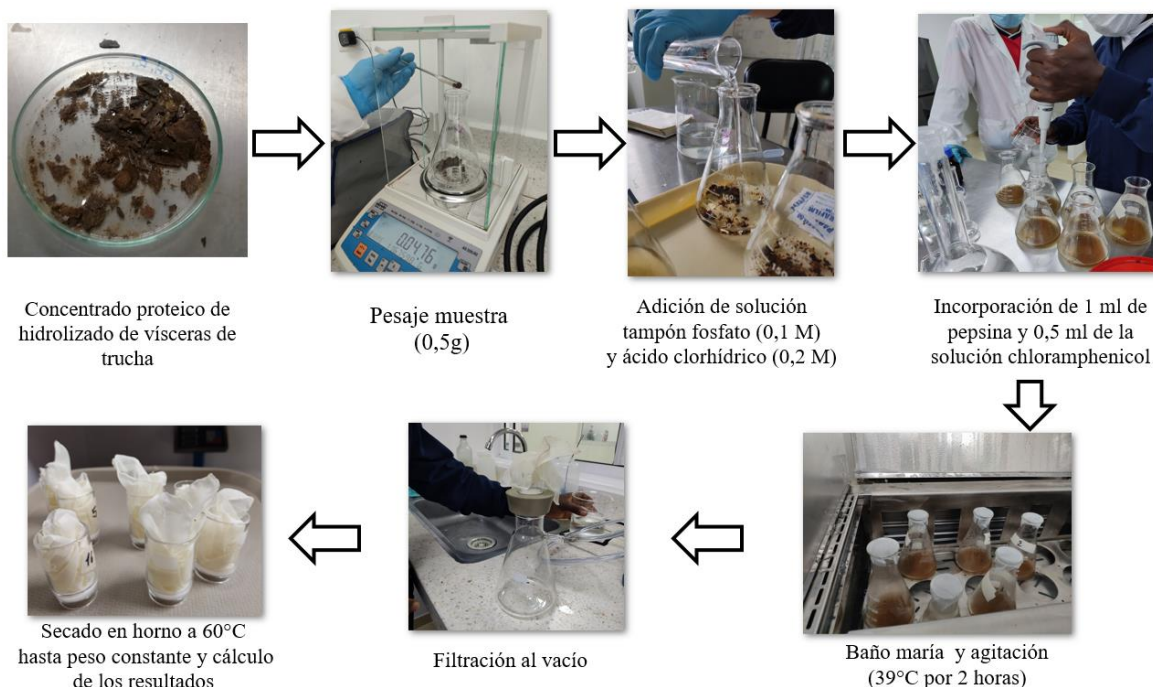 Concentrado proteico de
hidrolizado de vísceras de
trucha
Pesaje muestra
(0,5g)
Adición de solución
tampón fosfato (0,1 M)
y ácido clorhídrico (0,2 M)
Incorporación de 1 ml de
pepsina y 0,5 ml de la
solución chloramphenicol
Baño maría y agitación
(39°C por 2 horas)
Filtración al vacío
Secado en horno a 60°C
hasta peso constante y cálculo
de los resultados
0.0476